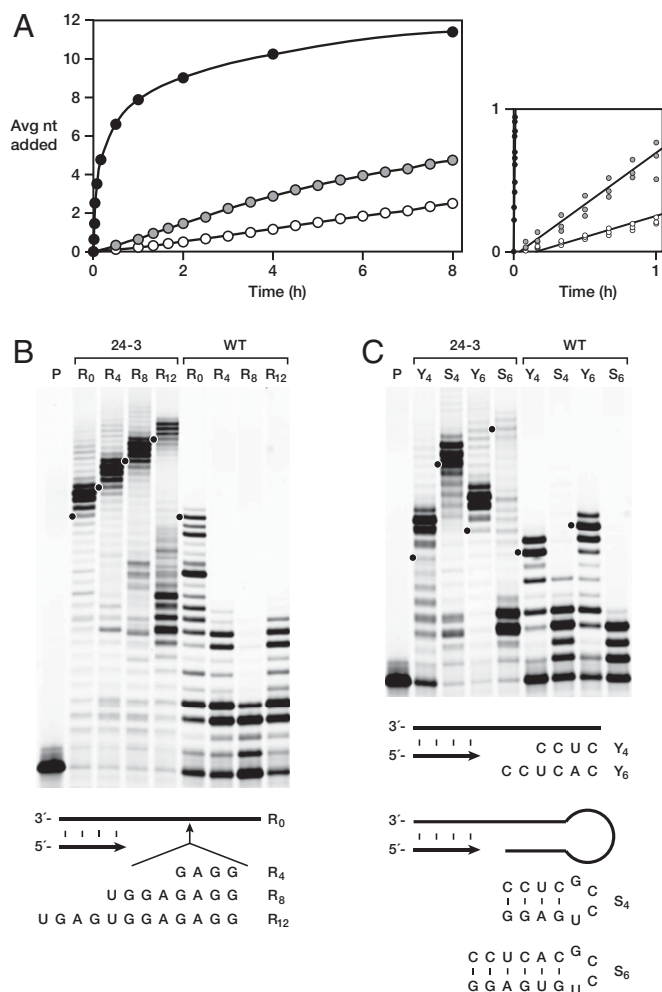 A
12
10
8
6
4
2
0
Avg nt
added
0 2 4 6 8
Time (h)
1
0
0 1
Time (h)
B
24-3 WT
P R0 R4 R8 R12 R0 R4 R8 R12
3´- R0
5´-
G A G G R4
U G G A G A G G R8
U G A G U G G A G A G G R12
C
24-3 WT
P Y4 S4 Y6 S6 Y4 S4 Y6 S6
3´-
5´- C C U C Y4
C C U C A C Y6
3´-
5´-
C C U C G C
G G A G U C S4
C C U C A C G C
G G A G U G U C S6